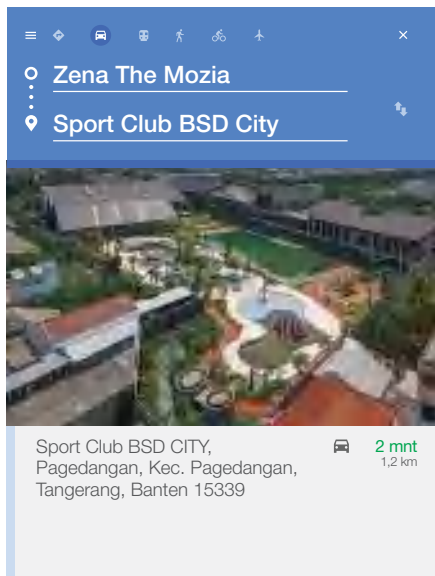 Zena The Mozia
Sport Club BSD City
Sport Club BSD CITY,
Pagedangan, Kec. Pagedangan,
Tangerang, Banten 15339
2 mnt
1,2 km